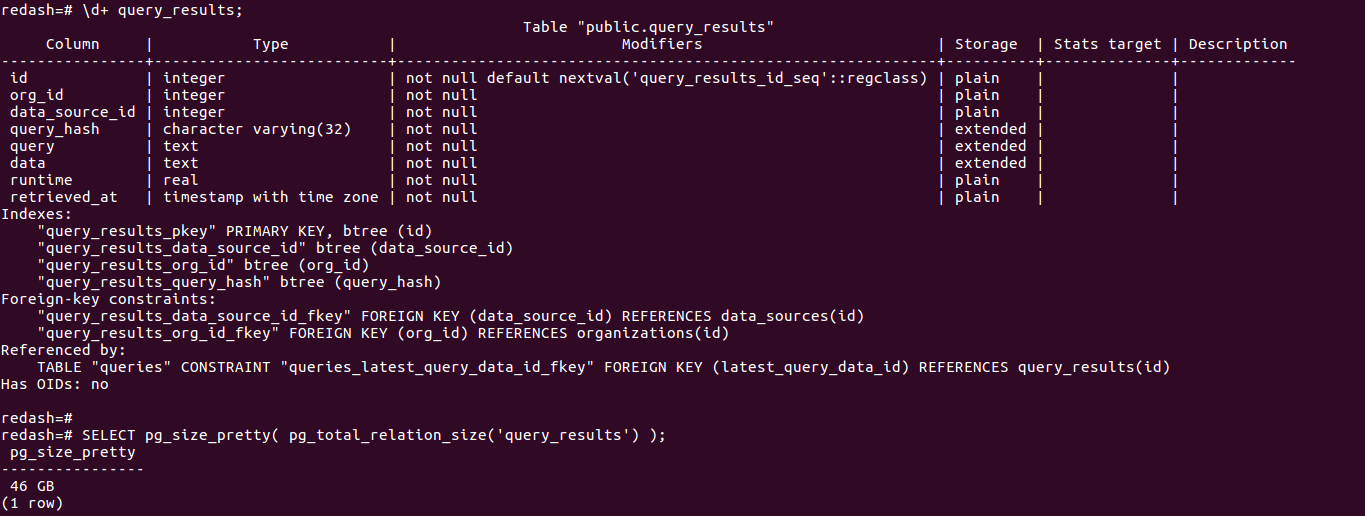 redash=# \d+ query_results;
                                                          Table "public.query_results"
     Column     |           Type           |                         Modifiers                          | Storage  | Stats target | Description
----------------+--------------------------+------------------------------------------------------------+----------+--------------+-------------
 id             | integer                  | not null default nextval('query_results_id_seq'::regclass) | plain    |              |
 org_id         | integer                  | not null                                                   | plain    |              |
 data_source_id | integer                  | not null                                                   | plain    |              |
 query_hash     | character varying(32)    | not null                                                   | extended |              |
 query          | text                     | not null                                                   | extended |              |
 data           | text                     | not null                                                   | extended |              |
 runtime        | real                     | not null                                                   | plain    |              |
 retrieved_at   | timestamp with time zone | not null                                                   | plain    |              |
Indexes:
    "query_results_pkey" PRIMARY KEY, btree (id)
    "query_results_data_source_id" btree (data_source_id)
    "query_results_org_id" btree (org_id)
    "query_results_query_hash" btree (query_hash)
Foreign-key constraints:
    "query_results_data_source_id_fkey" FOREIGN KEY (data_source_id) REFERENCES data_sources(id)
    "query_results_org_id_fkey" FOREIGN KEY (org_id) REFERENCES organizations(id)
Referenced by:
    TABLE "queries" CONSTRAINT "queries_latest_query_data_id_fkey" FOREIGN KEY (latest_query_data_id) REFERENCES query_results(id)
Has OIDs: no

redash=#
redash=# SELECT pg_size_pretty( pg_total_relation_size('query_results') );
 pg_size_pretty
----------------
 46 GB
(1 row)